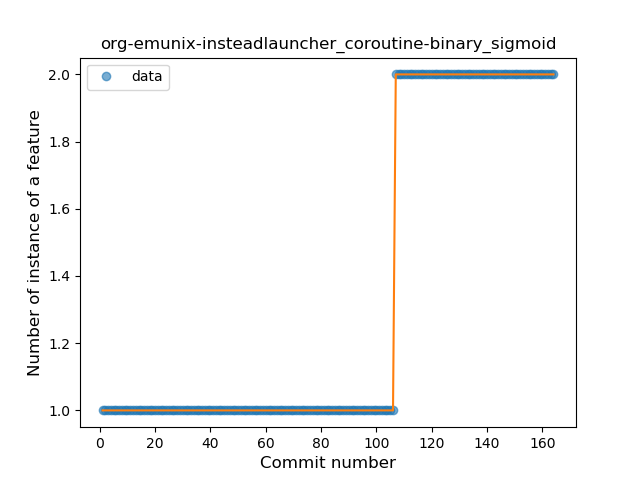 org-emunix-insteadlauncher_coroutine-binary_sigmoid
data
Number of instance of a feature
2.0
1.8
1.6
1.4
1.2
1.0
0 20 40 60 80 100 120 140 160
Commit number